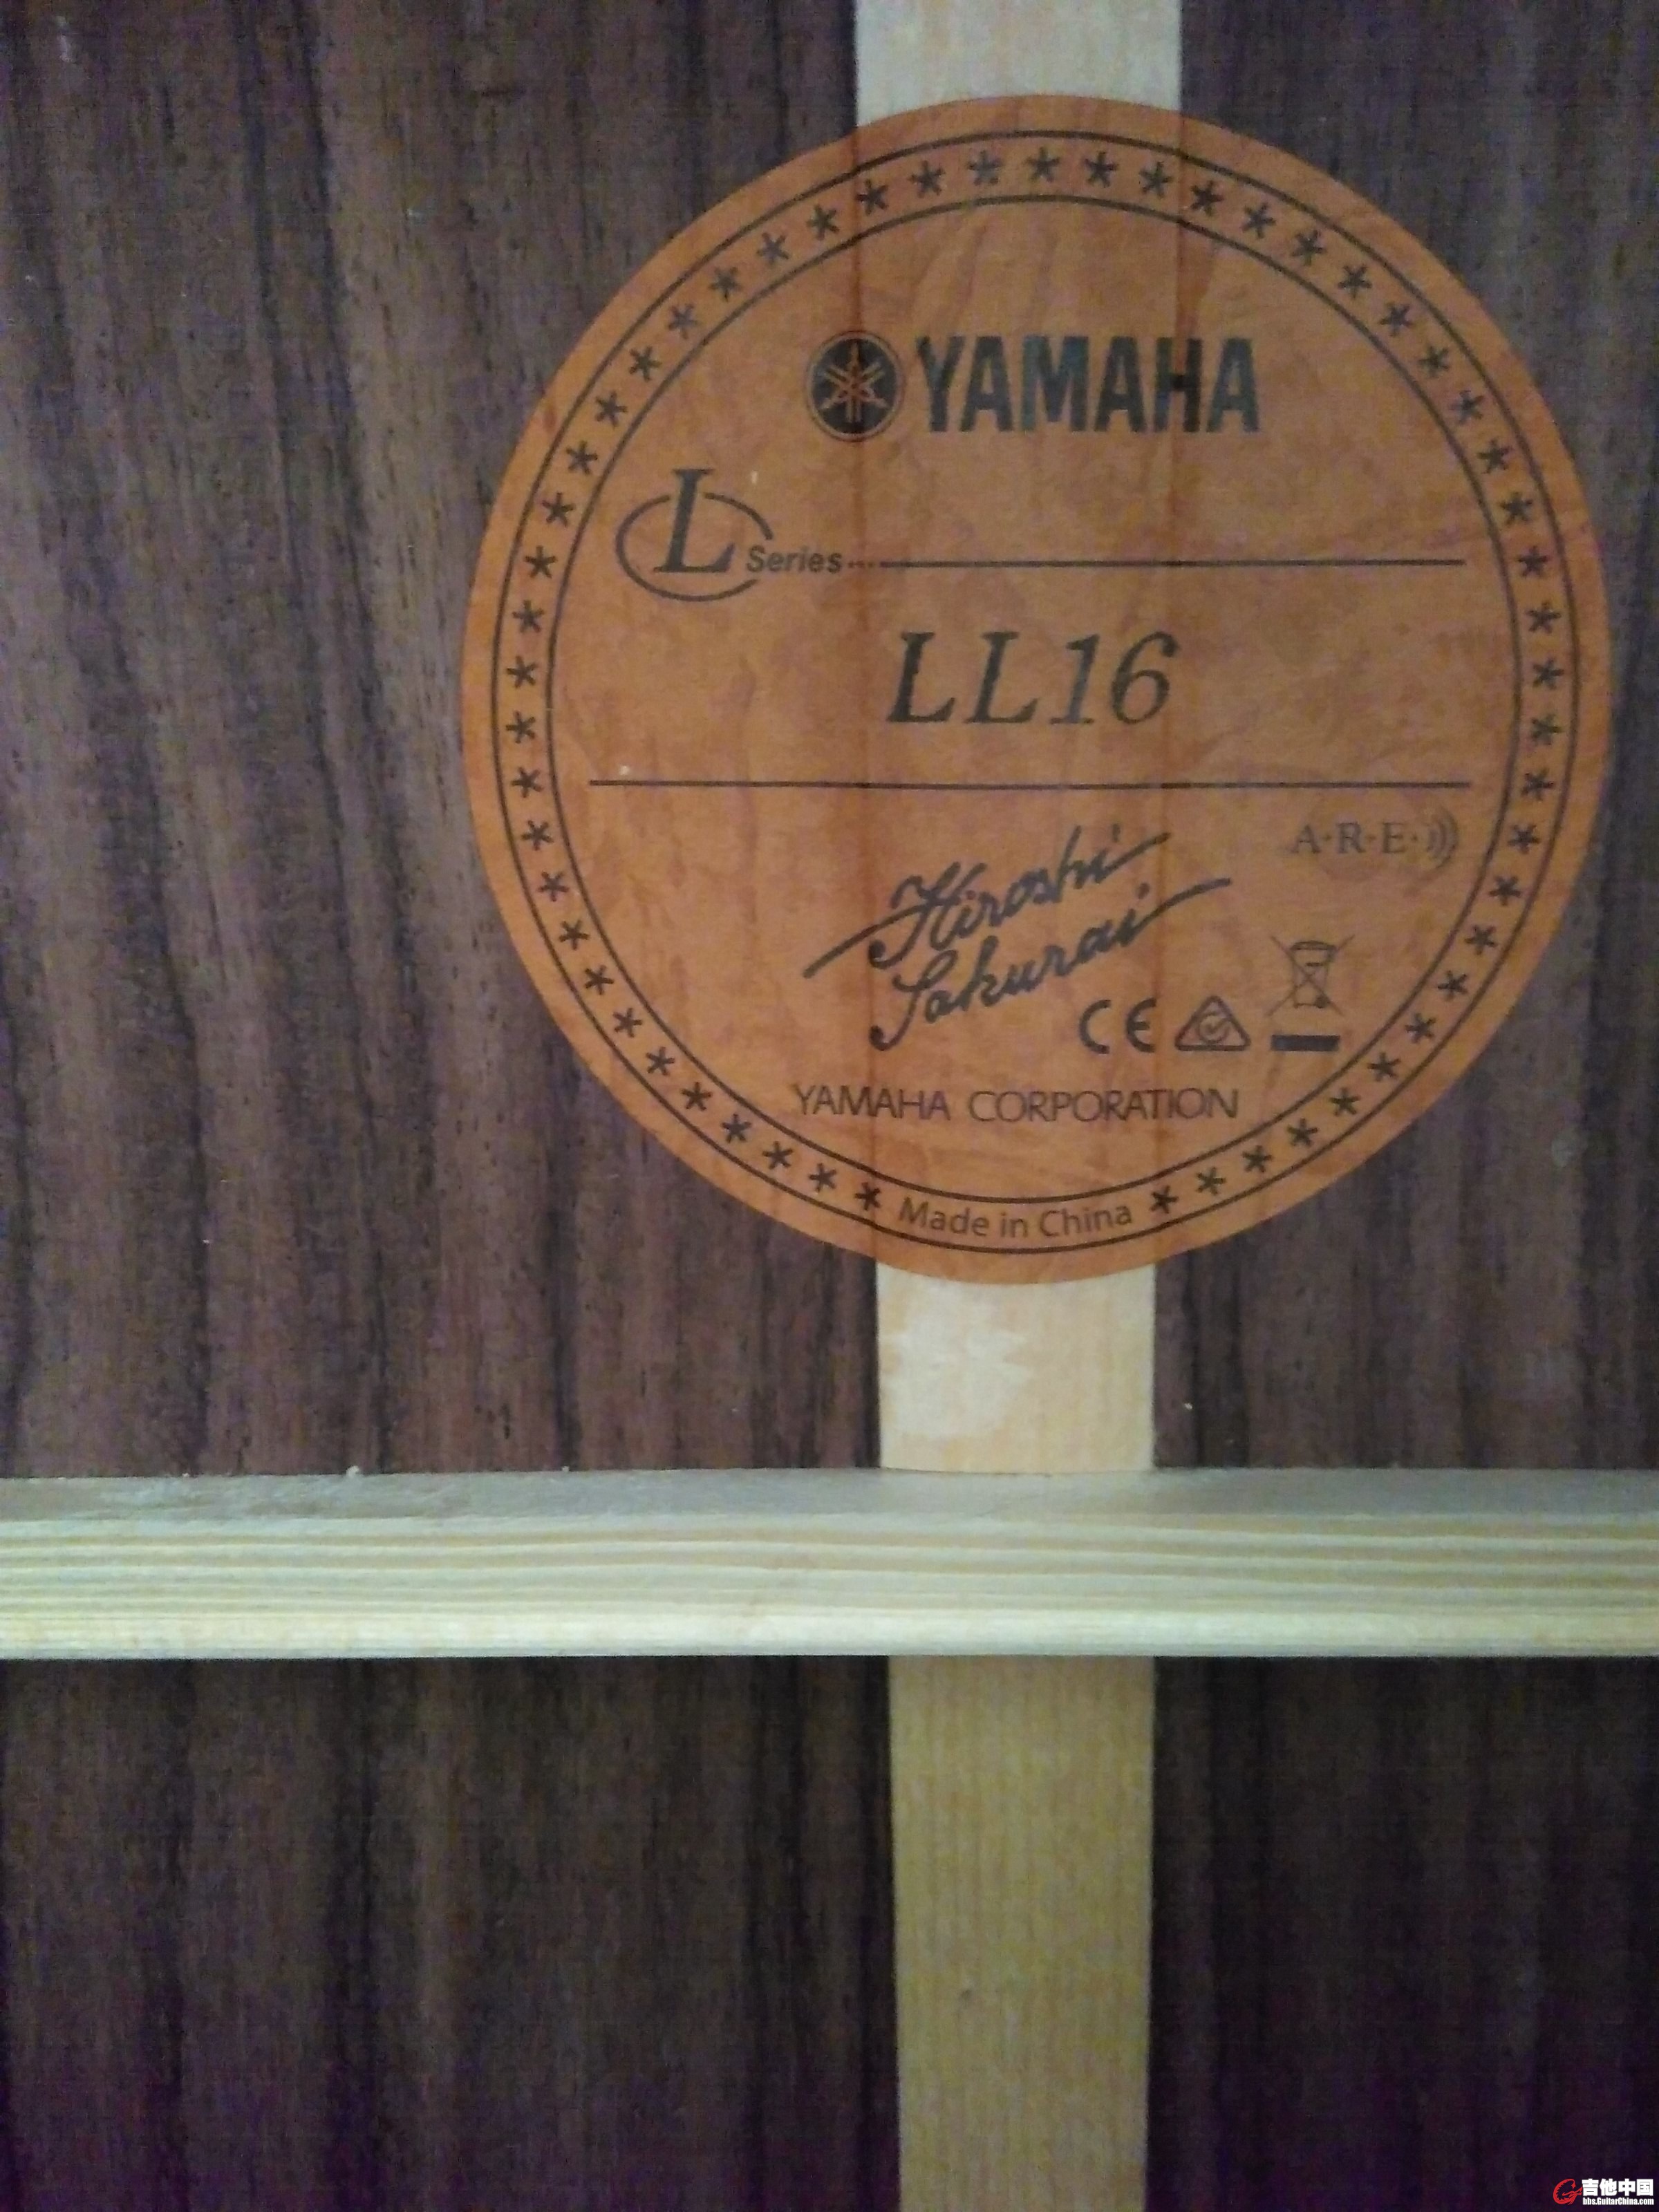 YAMAHA
L Series
LL16
A·R·E·
Hiroshi
Sakurai
CE
YAMAHA CORPORATION
Made in China
吉他中国
bbs.GuitarChina.com